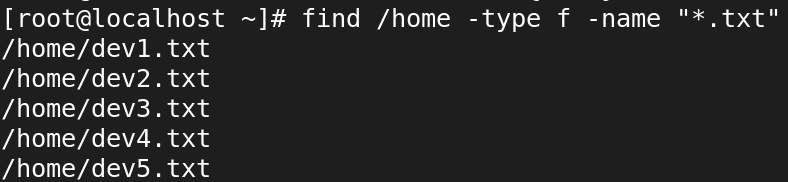 [root@localhost ~]# find /home -type f -name "*.txt"
/home/dev1.txt
/home/dev2.txt
/home/dev3.txt
/home/dev4.txt
/home/dev5.txt